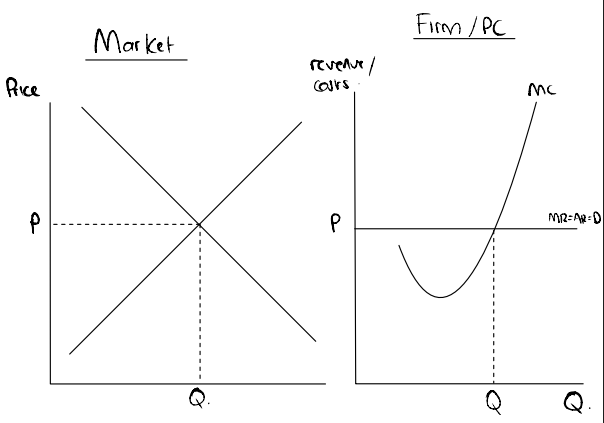 Market
Firm/PC
Price
revenue/
costs.
MC
P
P
MR=AR=D
Q.
Q
Q.